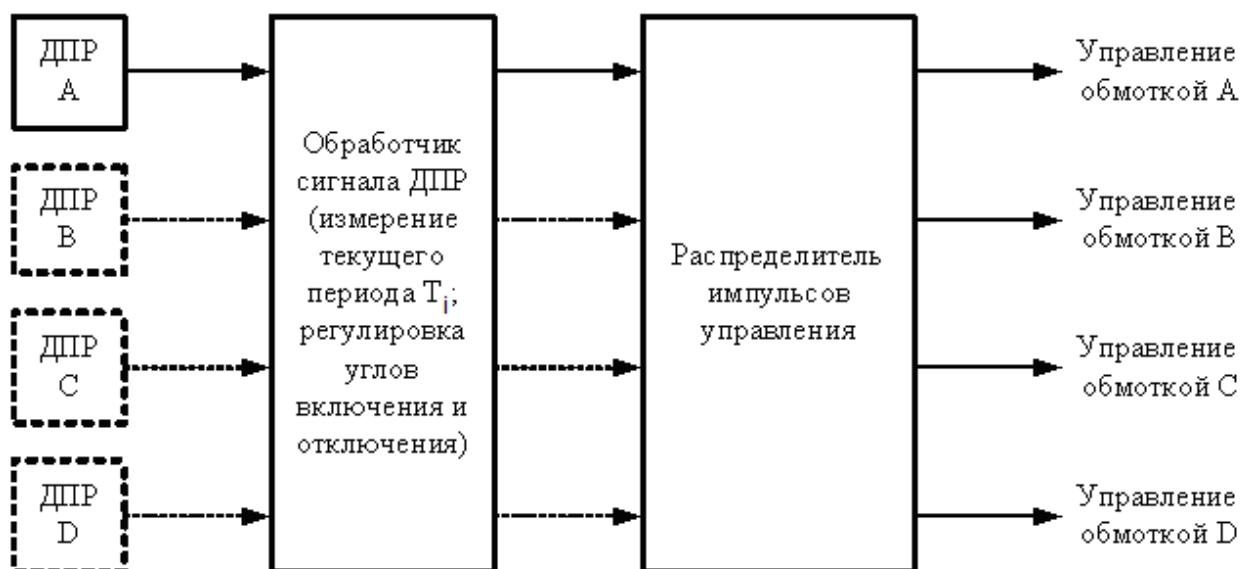 ДПР
A
ДПР
B
ДПР
C
ДПР
D
Обработчик
сигнала ДПР
(измерение
текущего
периода Ti;
регулировка
углов
включения и
отключения)
Распределитель
импульсов
управления
Управление
обмоткой A
Управление
обмоткой B
Управление
обмоткой C
Управление
обмоткой D